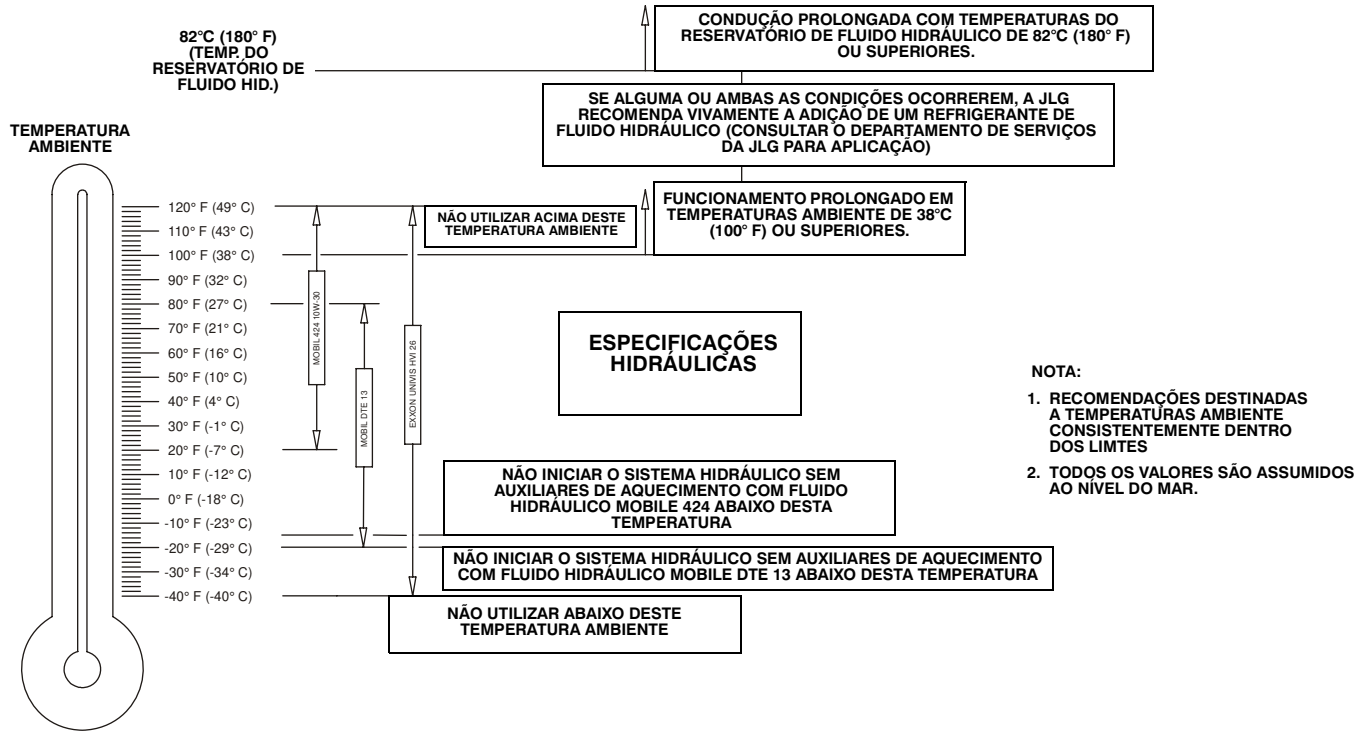 82°C (180° F)
(TEMP. DO
RESERVATÓRIO DE
FLUIDO HID.)
CONDUÇÃO PROLONGADA COM TEMPERATURAS DO
RESERVATÓRIO DE FLUIDO HIDRÁULICO DE 82°C (180° F)
OU SUPERIORES.
SE ALGUMA OU AMBAS AS CONDIÇÕES OCORREREM, A JLG
RECOMENDA VIVAMENTE A ADIÇÃO DE UM REFRIGERANTE DE
FLUIDO HIDRÁULICO (CONSULTAR O DEPARTAMENTO DE SERVIÇOS
DA JLG PARA APLICAÇÃO)
TEMPERATURA
AMBIENTE
FUNCIONAMENTO PROLONGADO EM
TEMPERATURAS AMBIENTE DE 38°C
(100° F) OU SUPERIORES.
NÃO UTILIZAR ACIMA DESTE
TEMPERATURA AMBIENTE
120° F (49° C)
110° F (43° C)
100° F (38° C)
90° F (32° C)
80° F (27° C)
70° F (21° C)
60° F (16° C)
50° F (10° C)
40° F (4° C)
30° F (-1° C)
20° F (-7° C)
10° F (-12° C)
0° F (-18° C)
-10° F (-23° C)
-20° F (-29° C)
-30° F (-34° C)
-40° F (-40° C)
MOBIL 424 10W-30
MOBIL DTE 13
EXXON UNIVIS HVI 26
ESPECIFICAÇÕES
HIDRÁULICAS
NOTA:
1. RECOMENDAÇÕES DESTINADAS
A TEMPERATURAS AMBIENTE
CONSISTENTEMENTE DENTRO
DOS LIMTES
2. TODOS OS VALORES SÃO ASSUMIDOS
AO NÍVEL DO MAR.
NÃO INICIAR O SISTEMA HIDRÁULICO SEM
AUXILIARES DE AQUECIMENTO COM FLUIDO
HIDRÁULICO MOBILE 424 ABAIXO DESTA
TEMPERATURA
NÃO INICIAR O SISTEMA HIDRÁULICO SEM AUXILIARES DE AQUECIMENTO
COM FLUIDO HIDRÁULICO MOBILE DTE 13 ABAIXO DESTA TEMPERATURA
NÃO UTILIZAR ABAIXO DESTE
TEMPERATURA AMBIENTE